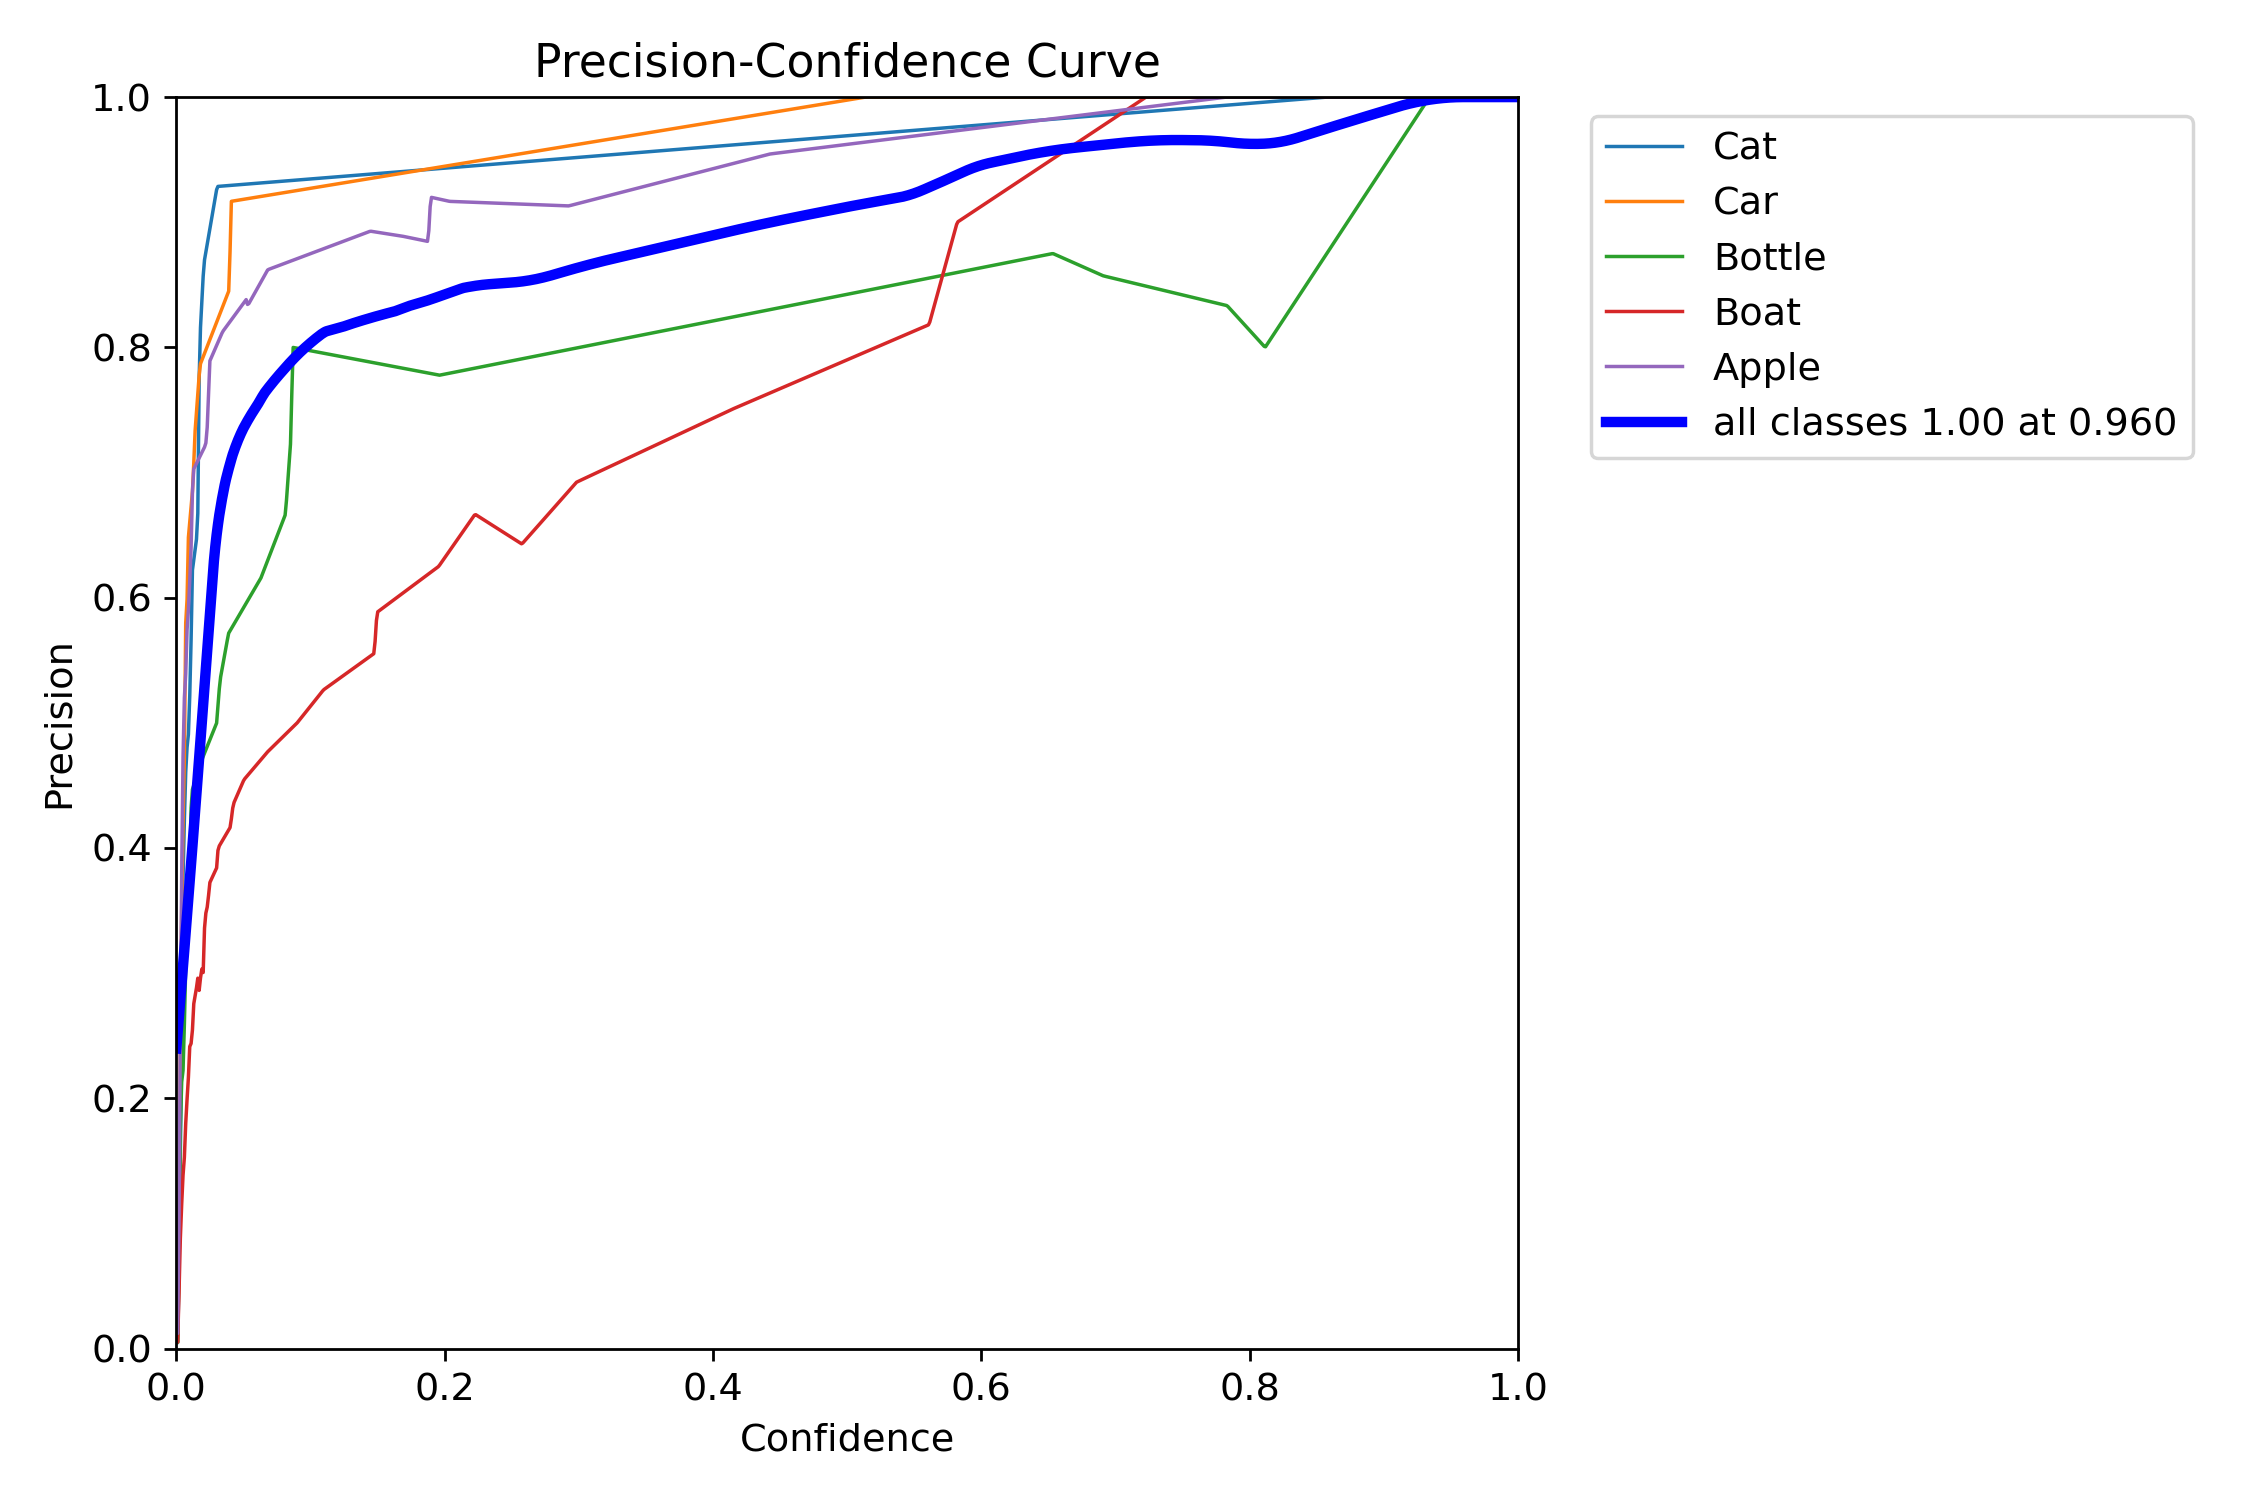 Precision-Confidence Curve
1.0
0.8
0.6
0.4
0.2
0.0
Precision
0.0 0.2 0.4 0.6 0.8 1.0
Confidence
Cat
Car
Bottle
Boat
Apple
all classes 1.00 at 0.960